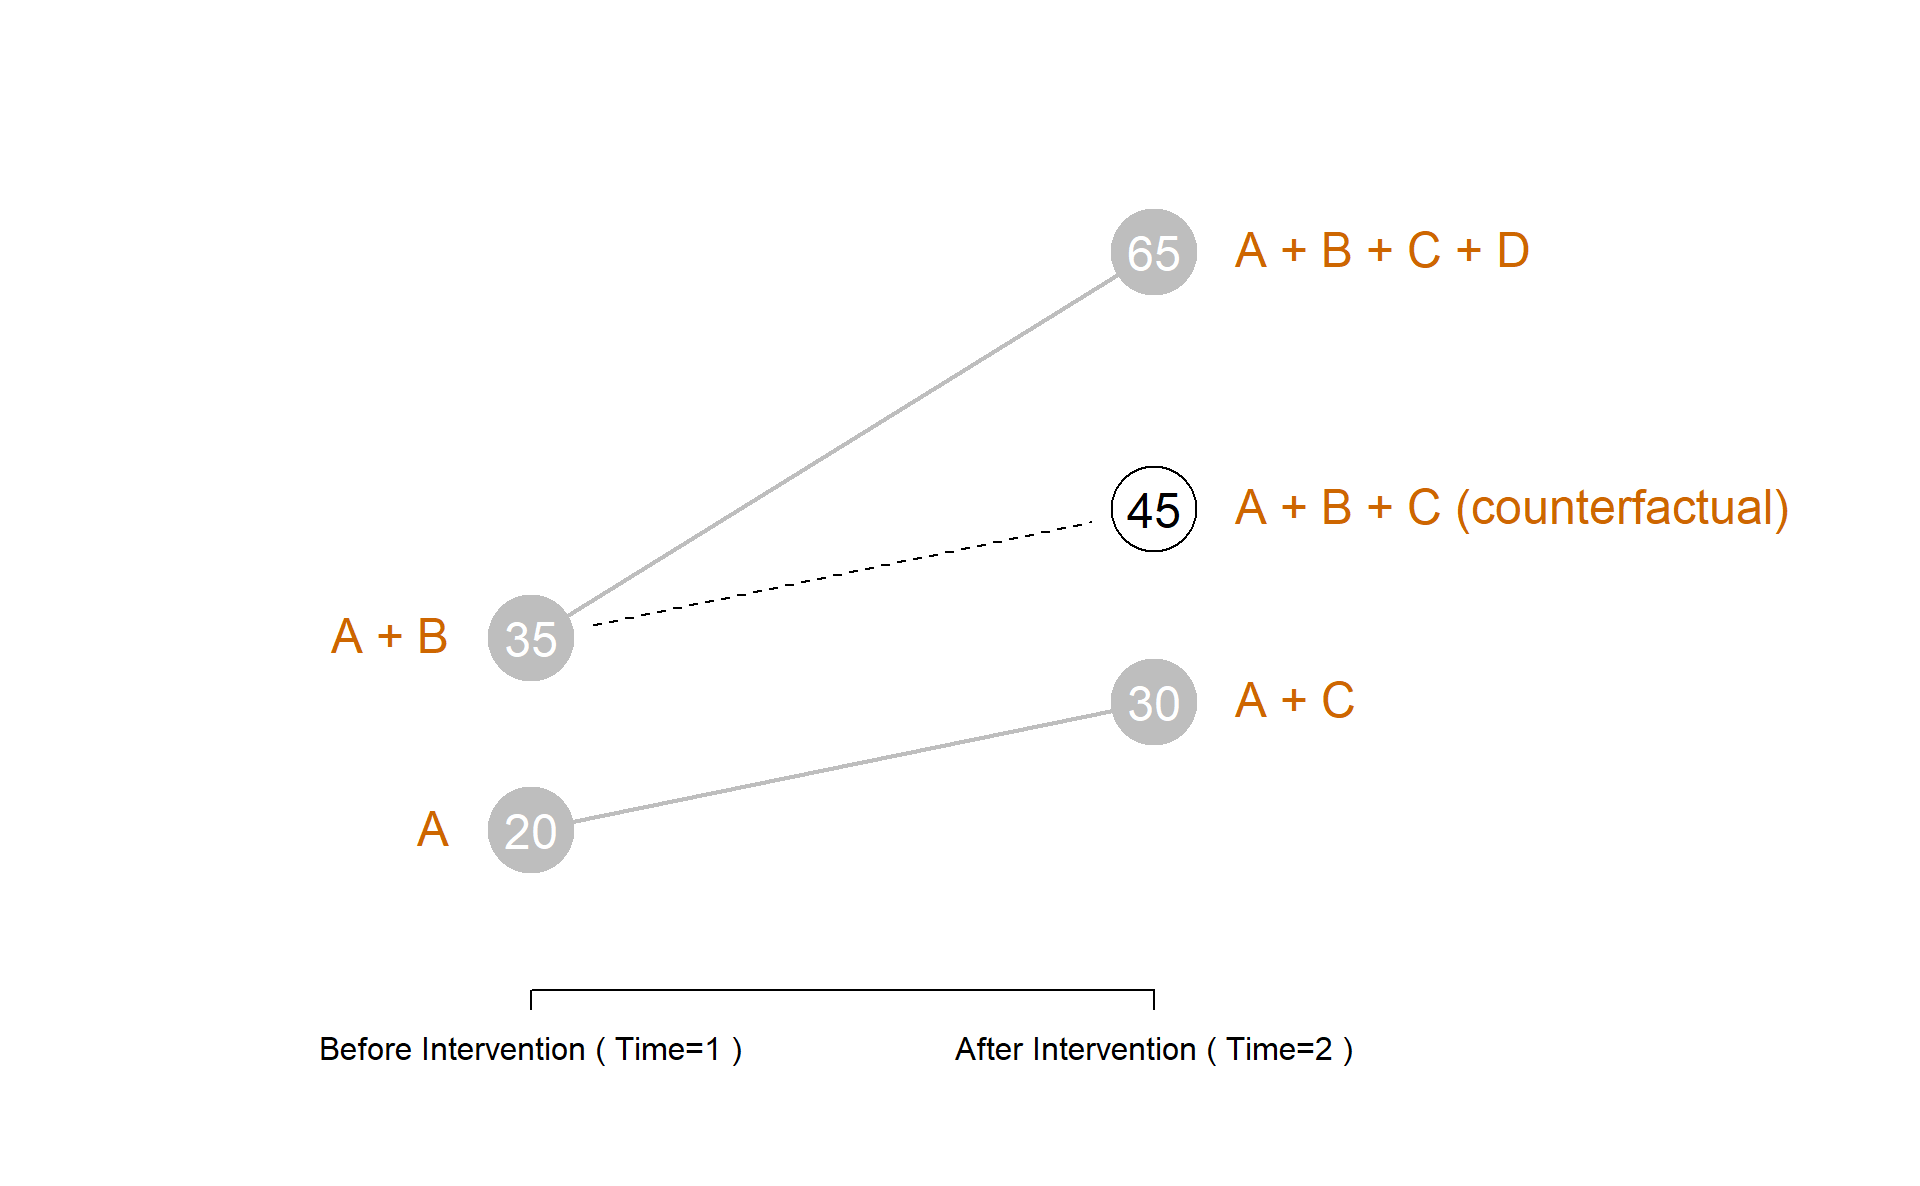 65 A + B + C + D
45 A + B + C (counterfactual)
A + B 35
30 A + C
A 20
Before Intervention ( Time=1 ) After Intervention ( Time=2 )